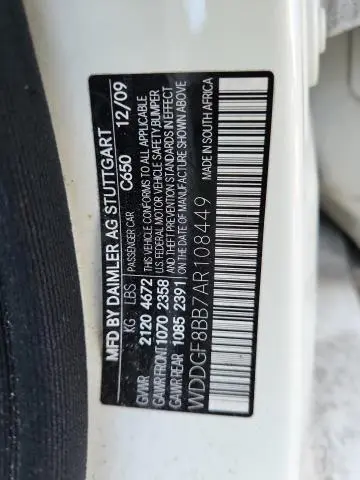 MFD BY DAIMLER AG STUTTGART
KG LBS PASSENGER CAR C650 12/09
GVWR 2120 4672 THIS VEHICLE CONFORMS TO ALL APPLICABLE
GAWR FRONT 1070 2358 U.S. FEDERAL MOTOR VEHICLE SAFETY, BUMPER
GAWR REAR 1085 2391 AND THEFT PREVENTION STANDARDS IN EFFECT
ON THE DATE OF MANUFACTURE SHOWN ABOVE
WDDGF8BB7AR108449 MADE IN SOUTH AFRICA